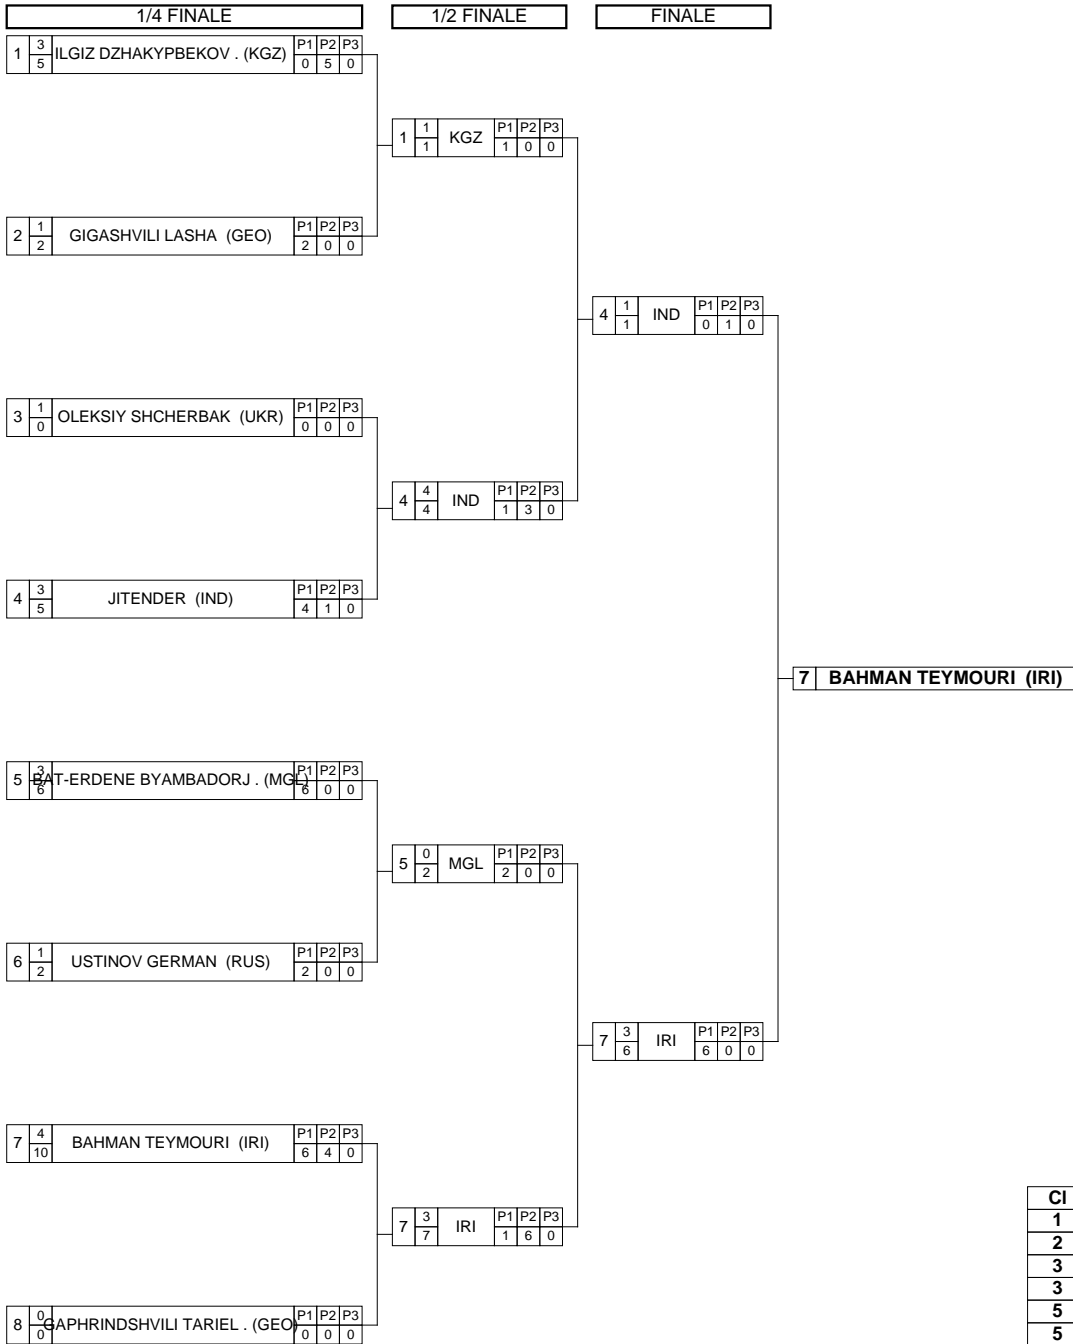 1/4 FINALE 1/2 FINALE FINALE
1 3 5 ILGIZ DZHAKYPBEKOV . (KGZ) P1 P2 P3
0 5 0
1 1 1 KGZ P1 P2 P3
1 0 0
2 1 2 GIGASHVILI LASHA (GEO) P1 P2 P3
2 0 0
4 1 1 IND P1 P2 P3
0 1 0
3 1 0 OLEKSIY SHCHERBAK (UKR) P1 P2 P3
0 0 0
4 4 4 IND P1 P2 P3
1 3 0
4 3 5 JITENDER (IND) P1 P2 P3
4 1 0
7 BAHMAN TEYMOURI (IRI)
5 3 6 BAT-ERDENE BYAMBADORJ . (MGL) P1 P2 P3
6 0 0
5 0 2 MGL P1 P2 P3
2 0 0
6 1 2 USTINOV GERMAN (RUS) P1 P2 P3
2 0 0
7 3 6 IRI P1 P2 P3
6 0 0
7 4 10 BAHMAN TEYMOURI (IRI) P1 P2 P3
6 4 0
7 3 7 IRI P1 P2 P3
1 6 0
8 0 0 GAPHRINDSHVILI TARIEL . (GEO) P1 P2 P3
0 0 0
Cl
1
2
3
3
5
5